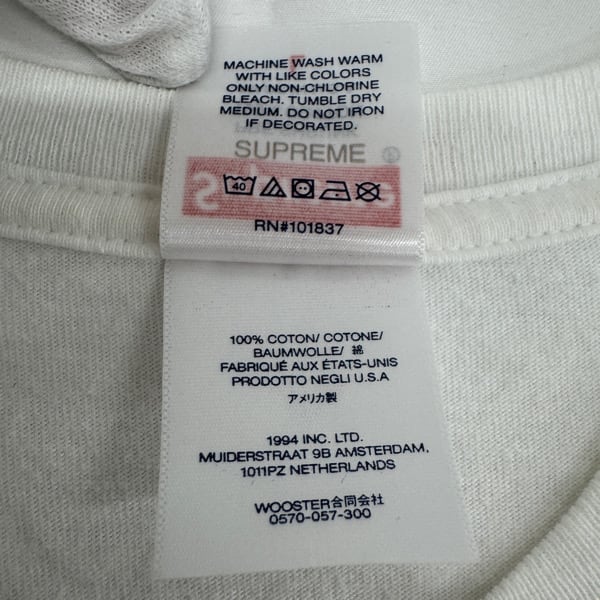 MACHINE WASH WARM
WITH LIKE COLORS
ONLY NON-CHLORINE
BLEACH. TUMBLE DRY
MEDIUM. DO NOT IRON
IF DECORATED.
SUPREME ®
40
RN#101837
100% COTON/ COTONE/
BAUMWOLLE/ 綿
FABRIQUÉ AUX ÉTATS-UNIS
PRODOTTO NEGLI U.S.A
アメリカ製
1994 INC. LTD.
MUIDERSTRAAT 9B AMSTERDAM,
1011PZ NETHERLANDS
WOOSTER合同会社
0570-057-300